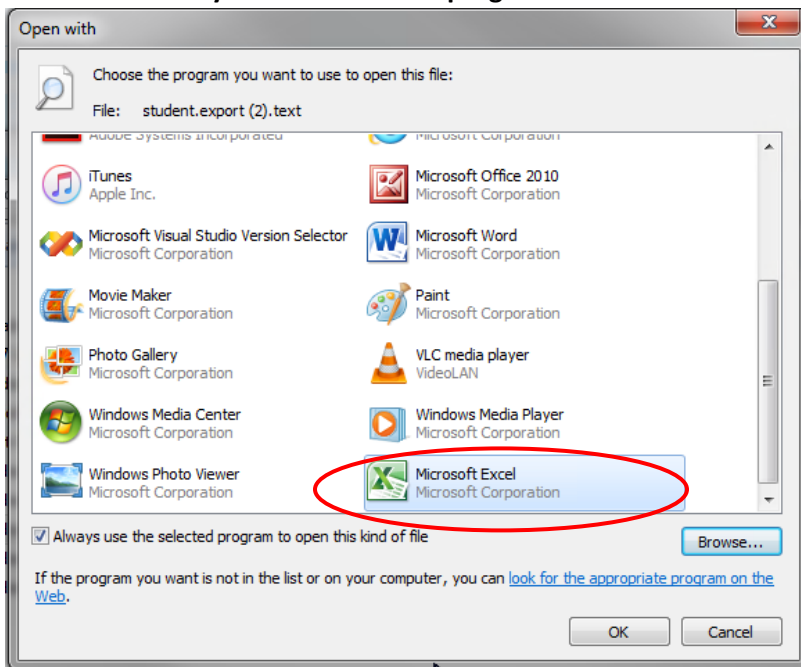 Open with
Choose the program you want to use to open this file:
File: student.export (2).text
Adobe Systems Incorporated
Microsoft Corporation
iTunes
Apple Inc.
Microsoft Office 2010
Microsoft Corporation
Microsoft Visual Studio Version Selector
Microsoft Corporation
Microsoft Word
Microsoft Corporation
Movie Maker
Microsoft Corporation
Paint
Microsoft Corporation
Photo Gallery
Microsoft Corporation
VLC media player
VideoLAN
Windows Media Center
Microsoft Corporation
Windows Media Player
Microsoft Corporation
Windows Photo Viewer
Microsoft Corporation
Microsoft Excel
Microsoft Corporation
Always use the selected program to open this kind of file
Browse...
If the program you want is not in the list or on your computer, you can look for the appropriate program on the
Web.
OK
Cancel